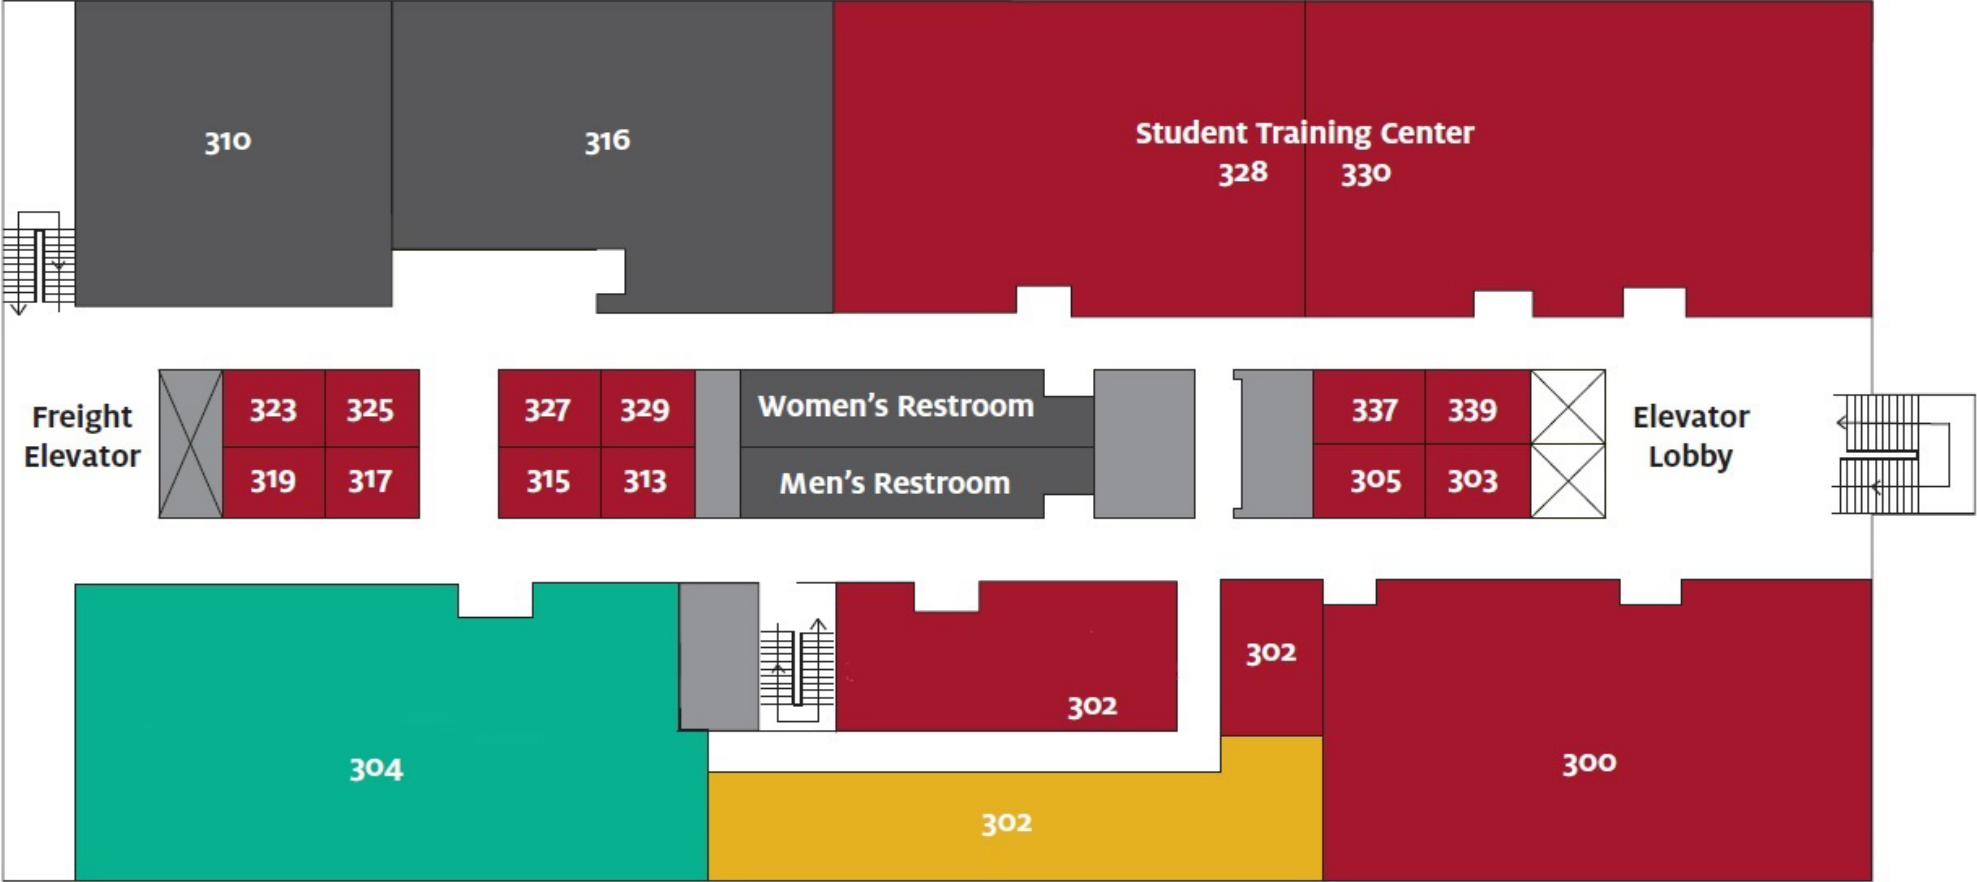 310
316
Student Training Center
328 330
Freight
Elevator
323 325
327 329
Women's Restroom
337 339
Elevator
Lobby
319 317
315 313
Men's Restroom
305 303
302
302
304
300
302